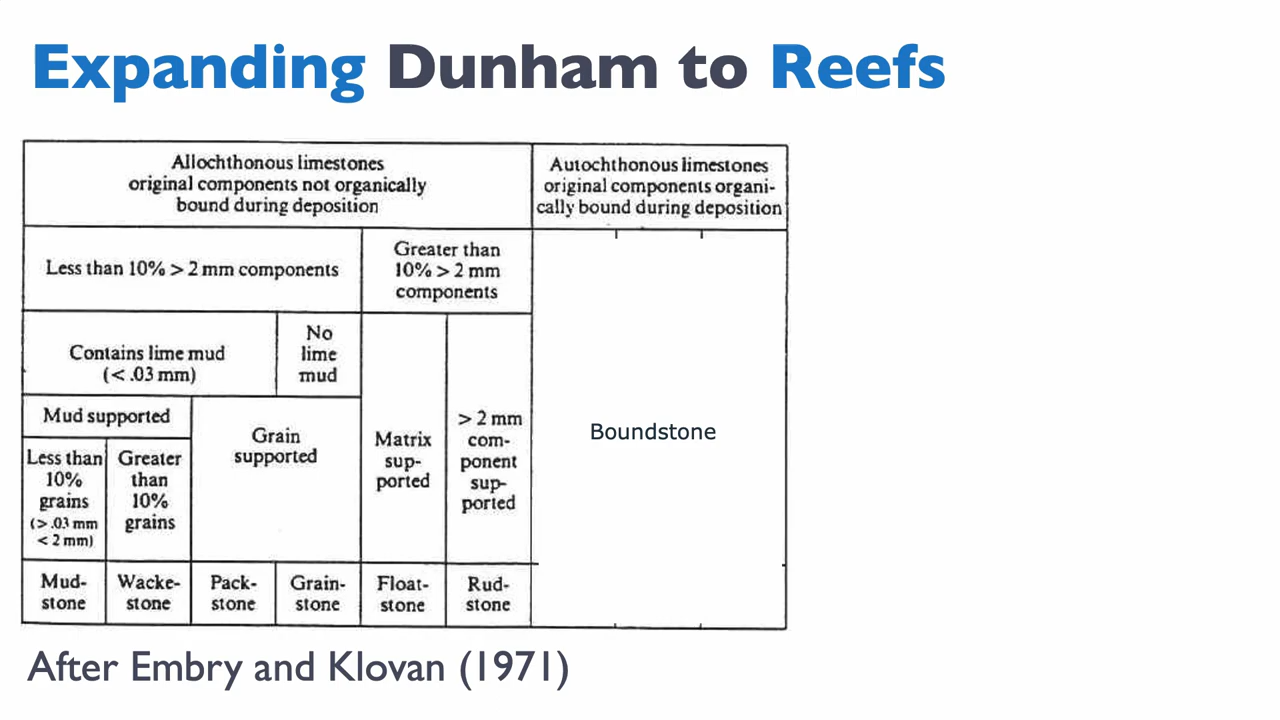 Expanding Dunham to Reefs
Allochthonous limestones
original components not organically
bound during deposition
Autochthonous limestones
original components organi-
cally bound during deposition
Less than 10% > 2 mm components
Greater than
10% > 2 mm
components
Contains lime mud
(< .03 mm)
No
lime
mud
Mud supported
Less than
10%
grains
(> .03 mm
< 2 mm)
Greater
than
10%
grains
Grain
supported
Matrix
sup-
ported
> 2 mm
com-
ponent
sup-
ported
Boundstone
Mud-
stone
Wacke-
stone
Pack-
stone
Grain-
stone
Float-
stone
Rud-
stone
After Embry and Klovan (1971)